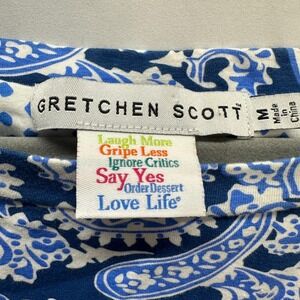 GRETCHEN SCOTT
M
Made
in
China
Laugh More
Gripe Less
Ignore Critics
Say Yes
Order Dessert
Love Life®